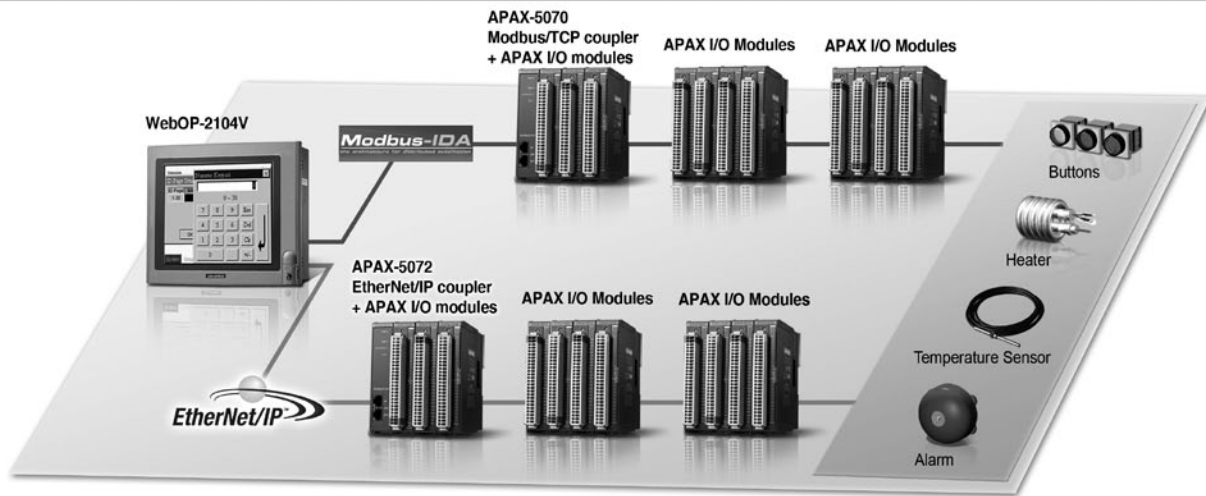 APAX-5070
Modbus/TCP coupler
+ APAX I/O modules
APAX I/O Modules
APAX I/O Modules
WebOP-2104V
Modbus-IDA
Buttons
Heater
APAX-5072
EtherNet/IP coupler
+ APAX I/O modules
APAX I/O Modules
APAX I/O Modules
Temperature Sensor
EtherNet/IP™
Alarm